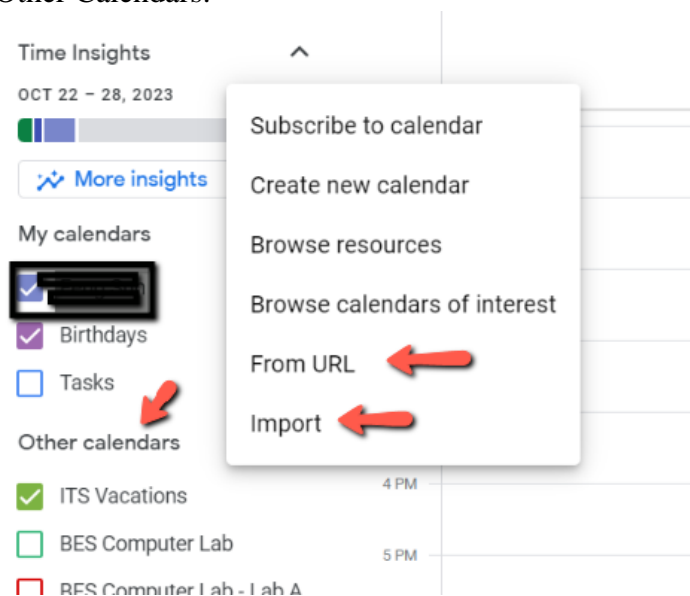 Other Calendars.
Time Insights
OCT 22 – 28, 2023
More insights
My calendars
Birthdays
Tasks
Other calendars
ITS Vacations
BES Computer Lab
BES Computer Lab - Lab A
Subscribe to calendar
Create new calendar
Browse resources
Browse calendars of interest
From URL
Import
4 PM
5 PM